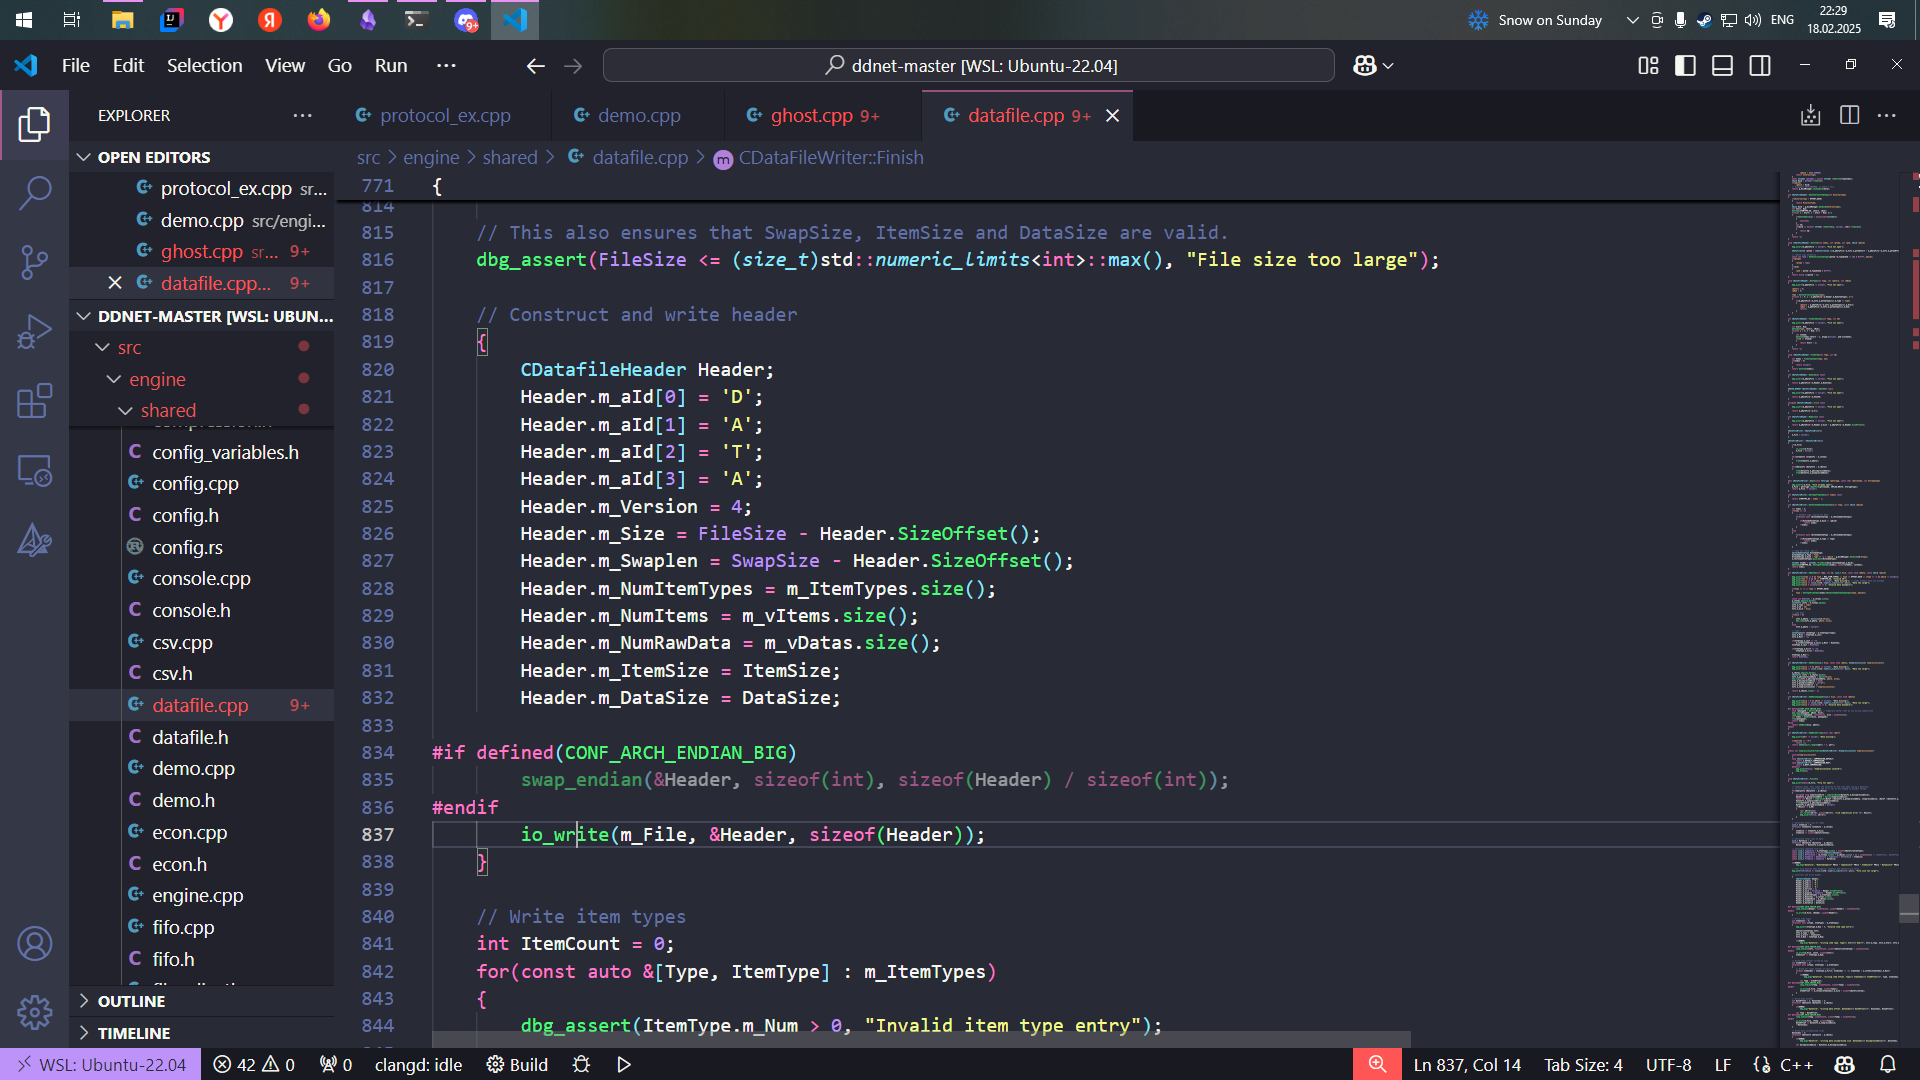 Snow on Sunday
ENG
22:29
18.02.2025
File Edit Selection View Go Run ···
ddnet-master [WSL: Ubuntu-22.04]
EXPLORER
protocol_ex.cpp
demo.cpp
ghost.cpp 9+
datafile.cpp 9+
src > engine > shared > datafile.cpp > CDataFileWriter::Finish
OPEN EDITORS
protocol_ex.cpp sr...
demo.cpp src/engi...
ghost.cpp sr... 9+
datafile.cpp... 9+
DDNET-MASTER [WSL: UBUN...
src
engine
shared
config_variables.h
config.cpp
config.h
config.rs
console.cpp
console.h
csv.cpp
csv.h
datafile.cpp 9+
datafile.h
demo.cpp
demo.h
econ.cpp
econ.h
engine.cpp
fifo.cpp
fifo.h
OUTLINE
TIMELINE
771 {
814
815 // This also ensures that SwapSize, ItemSize and DataSize are valid.
816 dbg_assert(FileSize <= (size_t)std::numeric_limits<int>::max(), "File size too large");
817
818 // Construct and write header
819 {
820 CDatafileHeader Header;
821 Header.m_aId[0] = 'D';
822 Header.m_aId[1] = 'A';
823 Header.m_aId[2] = 'T';
824 Header.m_aId[3] = 'A';
825 Header.m_Version = 4;
826 Header.m_Size = FileSize - Header.SizeOffset();
827 Header.m_Swaplen = SwapSize - Header.SizeOffset();
828 Header.m_NumItemTypes = m_ItemTypes.size();
829 Header.m_NumItems = m_vItems.size();
830 Header.m_NumRawData = m_vDatas.size();
831 Header.m_ItemSize = ItemSize;
832 Header.m_DataSize = DataSize;
833
834 #if defined(CONF_ARCH_ENDIAN_BIG)
835 swap_endian(&Header, sizeof(int), sizeof(Header) / sizeof(int));
836 #endif
837 io_write(m_File, &Header, sizeof(Header));
838 }
839
840 // Write item types
841 int ItemCount = 0;
842 for(const auto &[Type, ItemType] : m_ItemTypes)
843 {
844 dbg_assert(ItemType.m_Num > 0, "Invalid item type entry");
WSL: Ubuntu-22.04 42 0 0 clangd: idle Build
Ln 837, Col 14 Tab Size: 4 UTF-8 LF C++